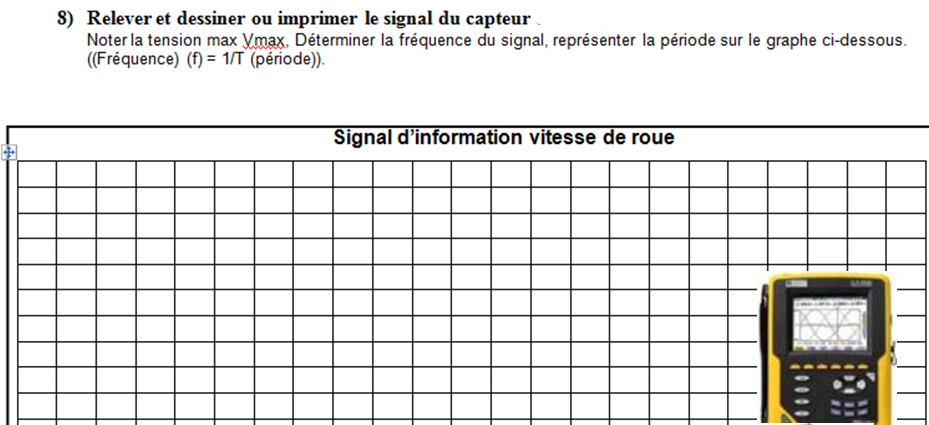 8) Relever et dessiner ou imprimer le signal du capteur
Noter la tension max Vmax, Déterminer la fréquence du signal, représenter la période sur le graphe ci-dessous.
((Fréquence) (f) = 1/T (période)).
Signal d'information vitesse de roue